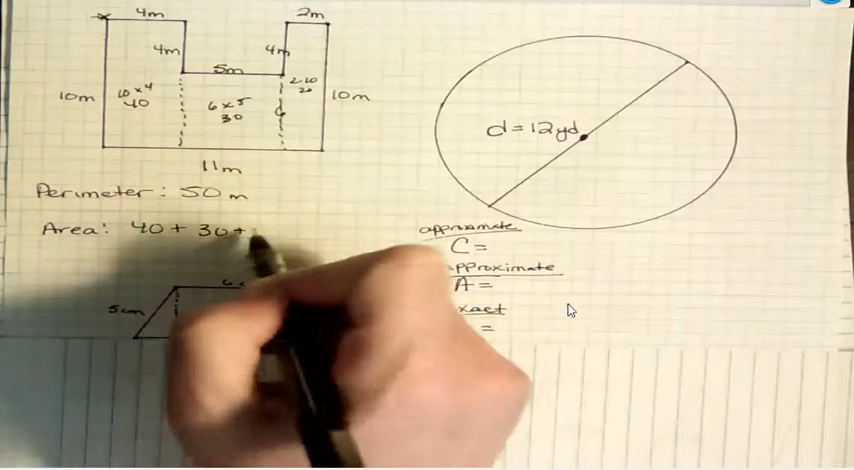 4m
2m
4m
4m
5m
10m
10 x 4
40
6 x 5
30
6
2·10
20
10m
11m
Perimeter: 50 m
Area: 40 + 30 +
5cm
d = 12yd
approximate
C =
approximate
A =
=